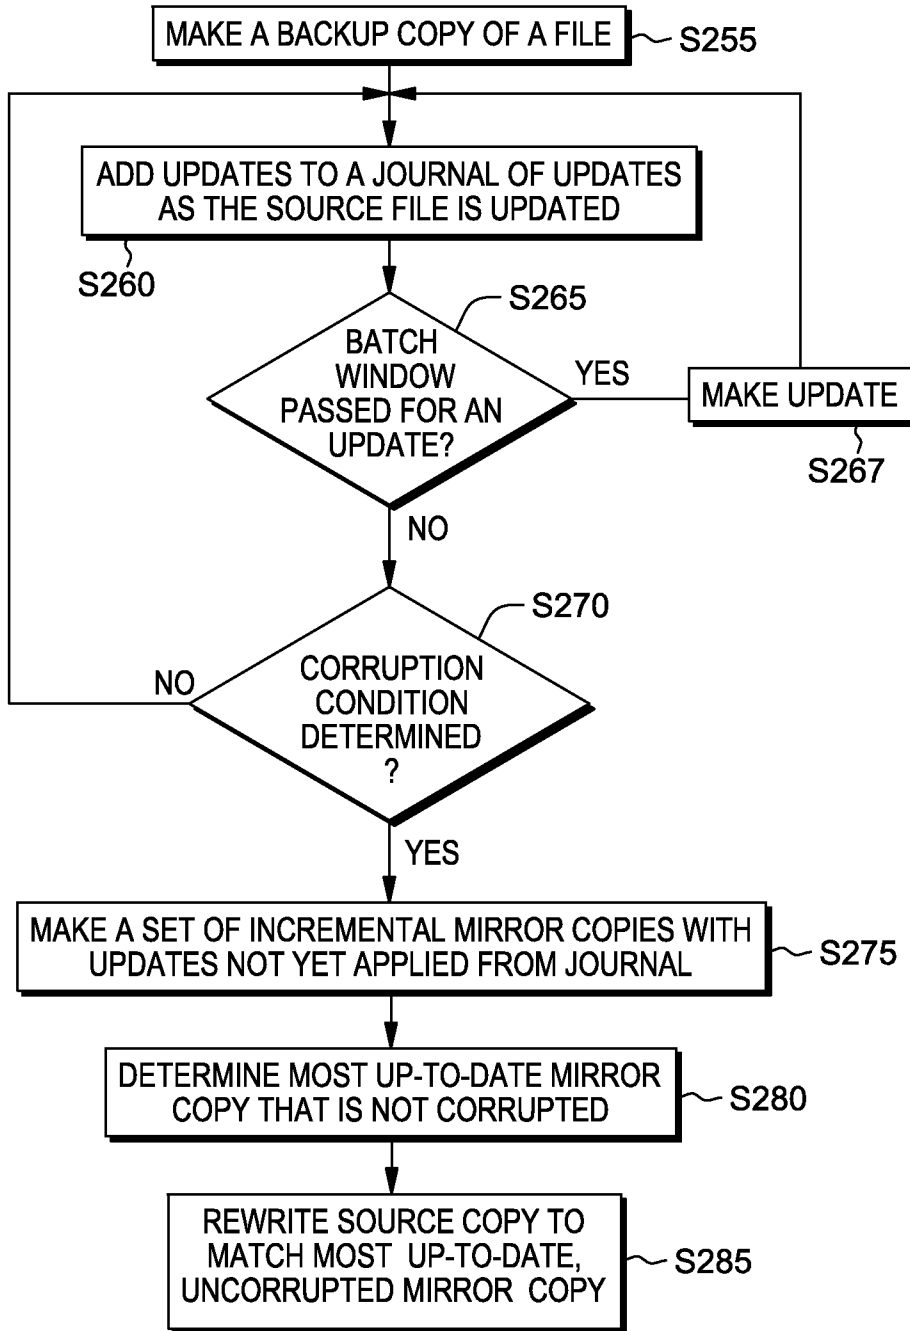 MAKE A BACKUP COPY OF A FILE
S255
ADD UPDATES TO A JOURNAL OF UPDATES
AS THE SOURCE FILE IS UPDATED
S260
S265
BATCH
WINDOW
PASSED FOR AN
UPDATE?
YES
MAKE UPDATE
S267
NO
S270
CORRUPTION
CONDITION
DETERMINED
?
NO
YES
MAKE A SET OF INCREMENTAL MIRROR COPIES WITH
UPDATES NOT YET APPLIED FROM JOURNAL
S275
DETERMINE MOST UP-TO-DATE MIRROR
COPY THAT IS NOT CORRUPTED
S280
REWRITE SOURCE COPY TO
MATCH MOST UP-TO-DATE,
UNCORRUPTED MIRROR COPY
S285